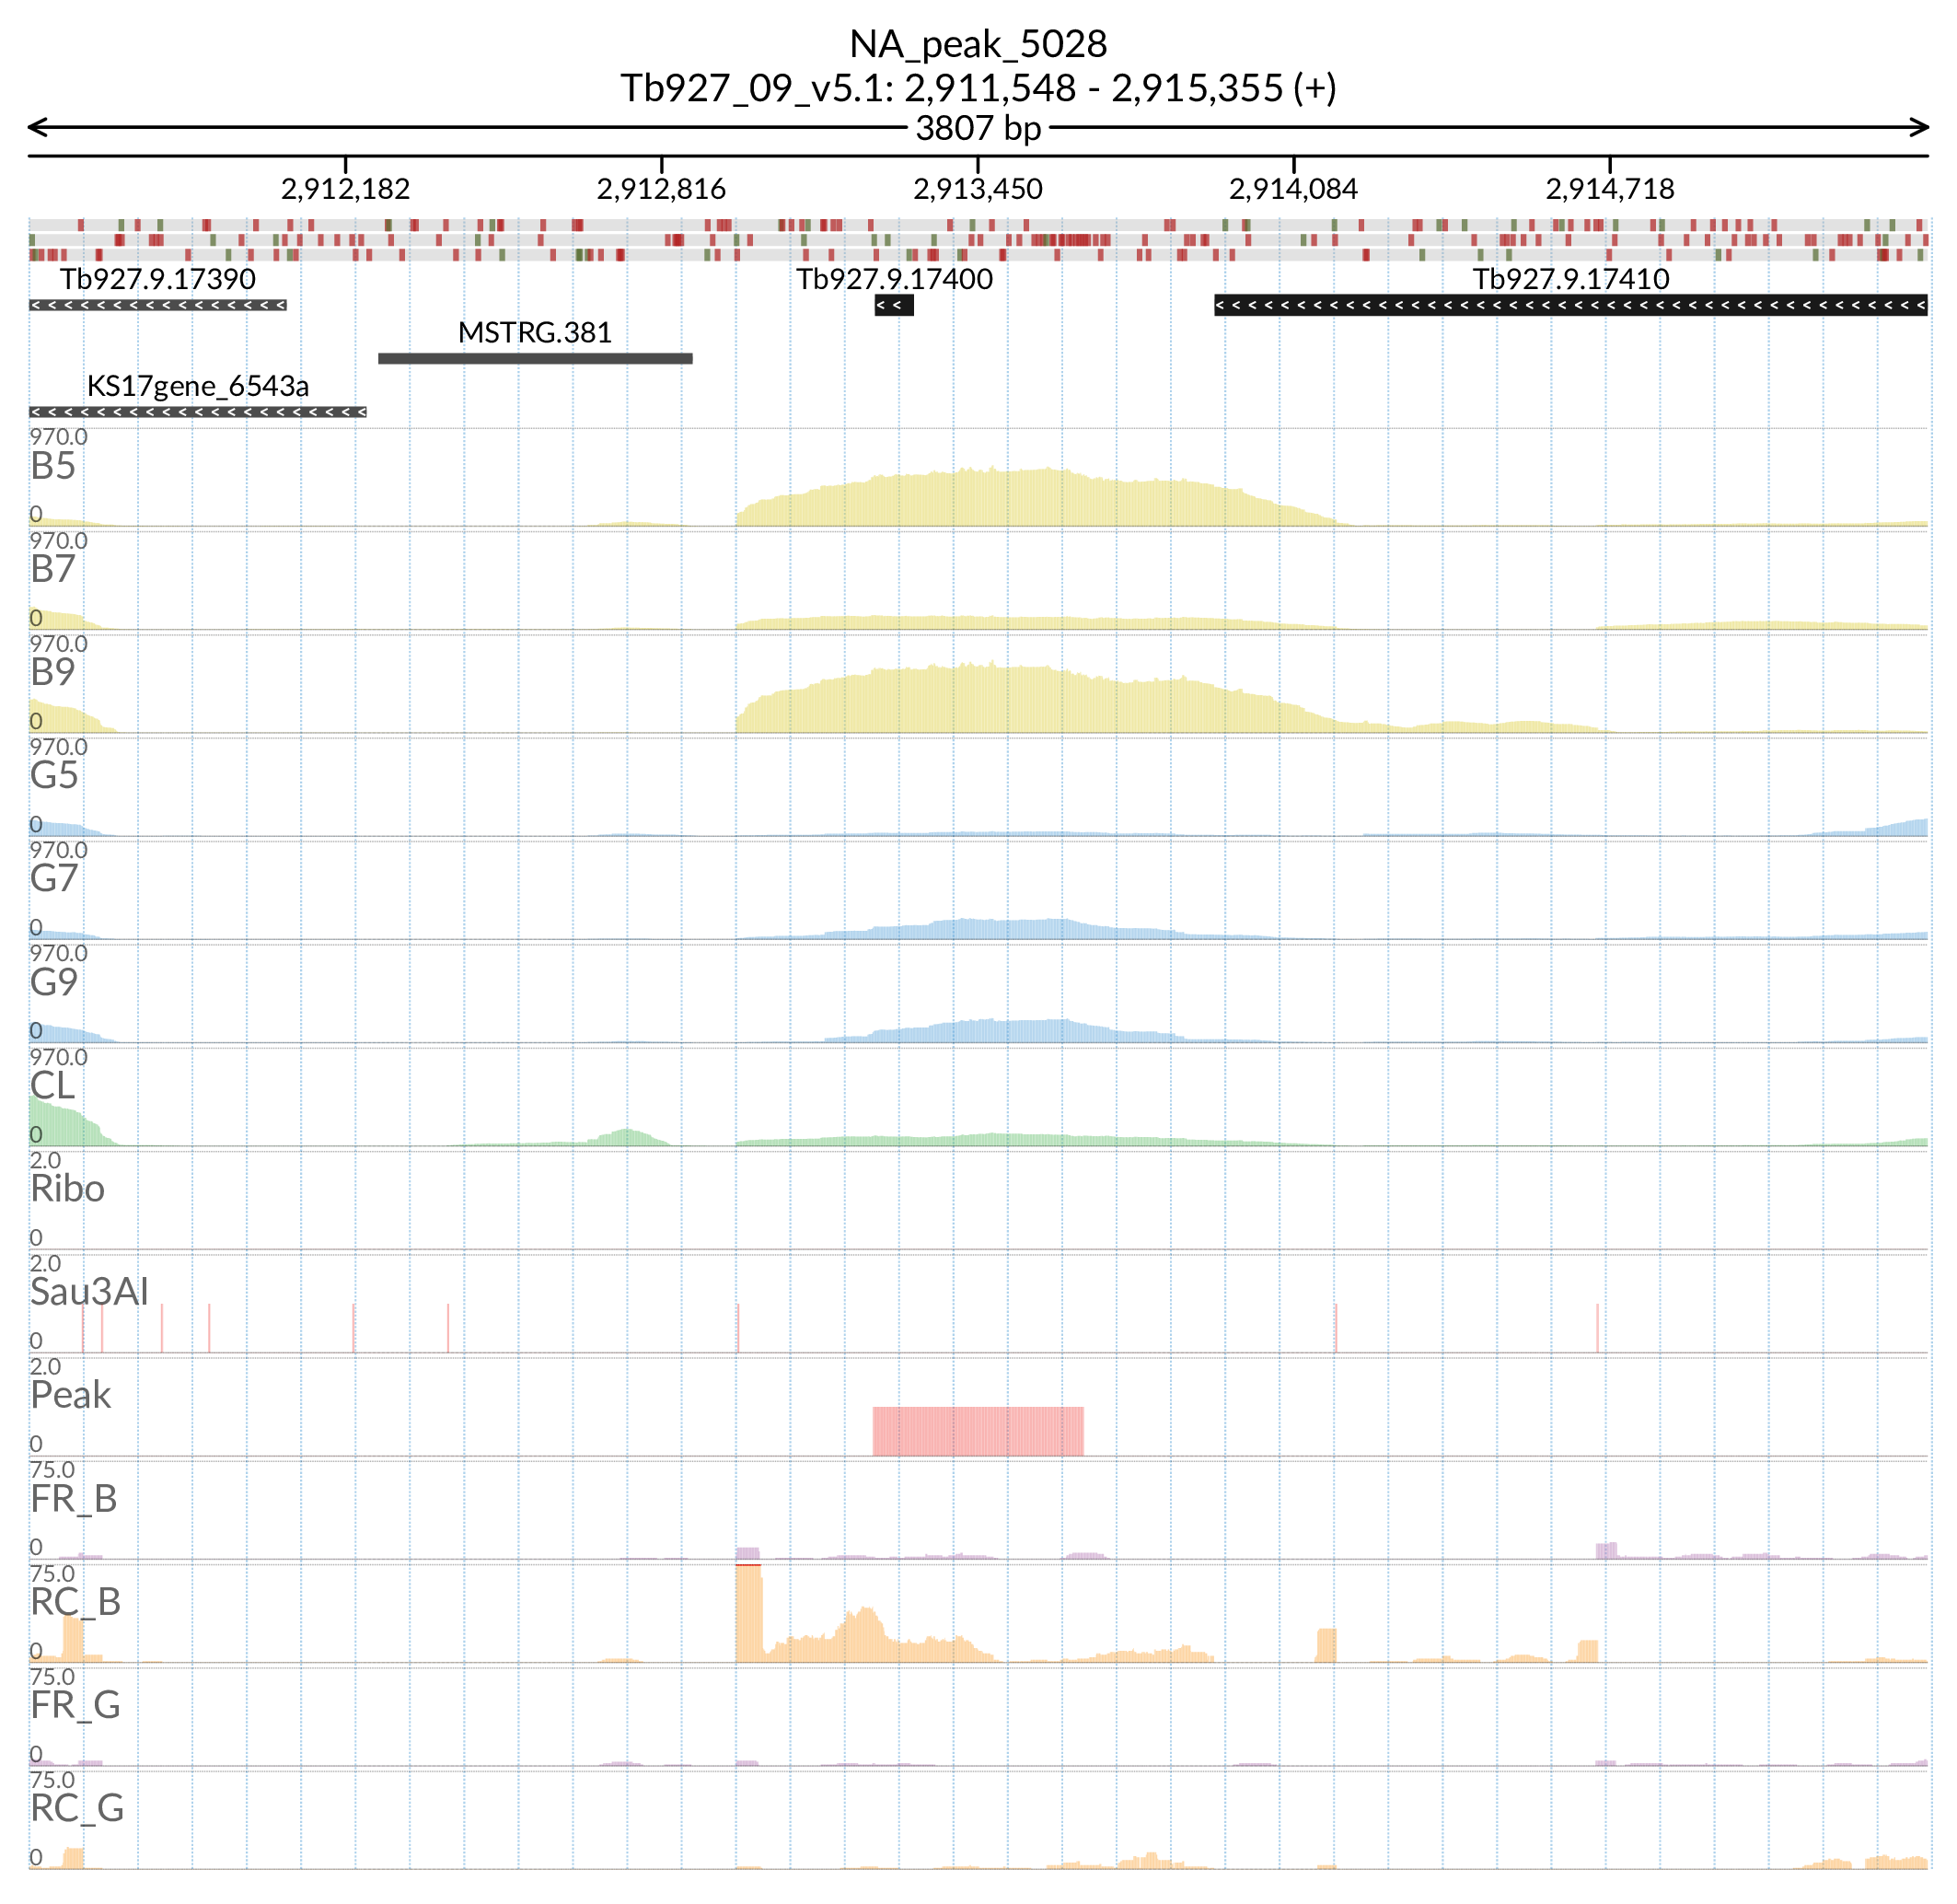 NA_peak_5028
Tb927_09_v5.1: 2,911,548 - 2,915,355 (+)
3807 bp
2,912,182 2,912,816 2,913,450 2,914,084 2,914,718
Tb927.9.17390 Tb927.9.17400 Tb927.9.17410
MSTRG.381
KS17gene_6543a
970.0
B5
0
970.0
B7
0
970.0
B9
0
970.0
G5
0
970.0
G7
0
970.0
G9
0
970.0
CL
0
2.0
Ribo
0
2.0
Sau3AI
0
2.0
Peak
0
75.0
FR_B
0
75.0
RC_B
0
75.0
FR_G
0
75.0
RC_G
0